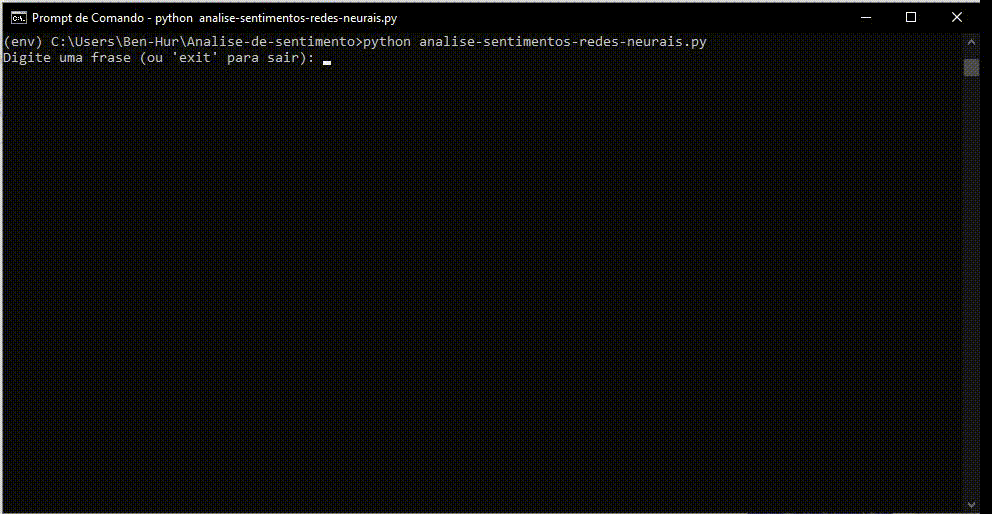 Prompt de Comando - python analise-sentimentos-redes-neurais.py
(env) C:\Users\Ben-Hur\Analise-de-sentimento>python analise-sentimentos-redes-neurais.py
Digite uma frase (ou 'exit' para sair):